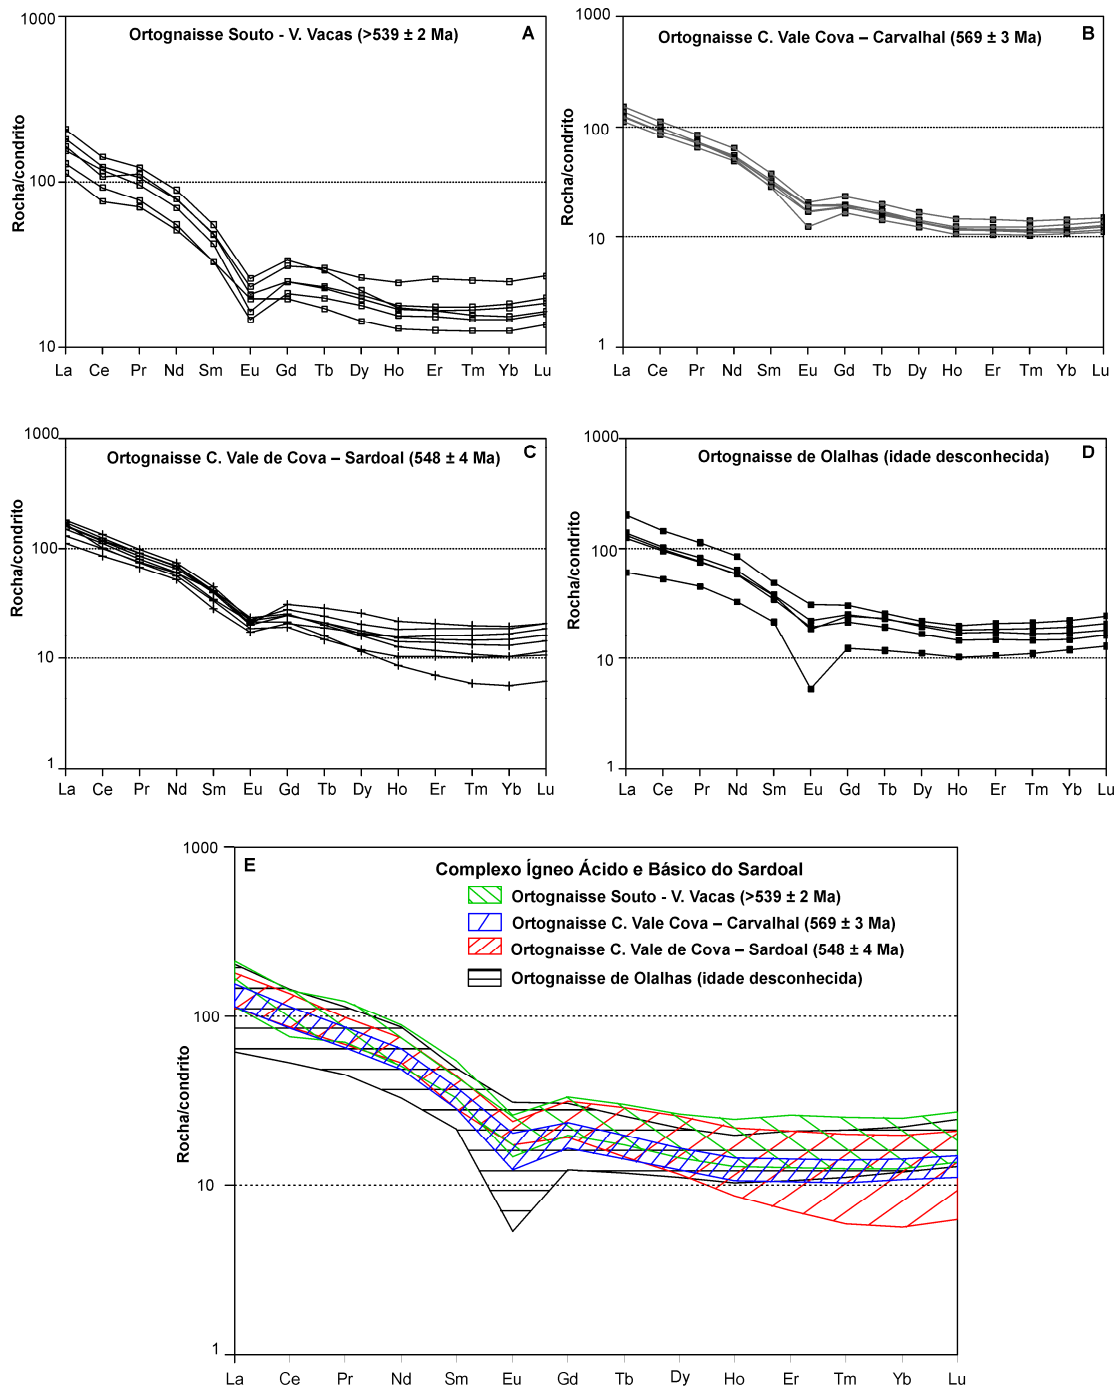 1000
Ortognaisse Souto - V. Vacas (>539 ± 2 Ma)
A
Rocha/condrito
100
10
La Ce Pr Nd Sm Eu Gd Tb Dy Ho Er Tm Yb Lu
1000
Ortognaisse C. Vale Cova – Carvalhal (569 ± 3 Ma)
B
Rocha/condrito
100
10
1
La Ce Pr Nd Sm Eu Gd Tb Dy Ho Er Tm Yb Lu
1000
Ortognaisse C. Vale de Cova – Sardoal (548 ± 4 Ma)
C
Rocha/condrito
100
10
1
La Ce Pr Nd Sm Eu Gd Tb Dy Ho Er Tm Yb Lu
1000
Ortognaisse de Olalhas (idade desconhecida)
D
Rocha/condrito
100
10
1
La Ce Pr Nd Sm Eu Gd Tb Dy Ho Er Tm Yb Lu
1000
E
Complexo Ígneo Ácido e Básico do Sardoal
Ortognaisse Souto - V. Vacas (>539 ± 2 Ma)
Ortognaisse C. Vale Cova – Carvalhal (569 ± 3 Ma)
Ortognaisse C. Vale de Cova – Sardoal (548 ± 4 Ma)
Ortognaisse de Olalhas (idade desconhecida)
Rocha/condrito
100
10
1
La Ce Pr Nd Sm Eu Gd Tb Dy Ho Er Tm Yb Lu